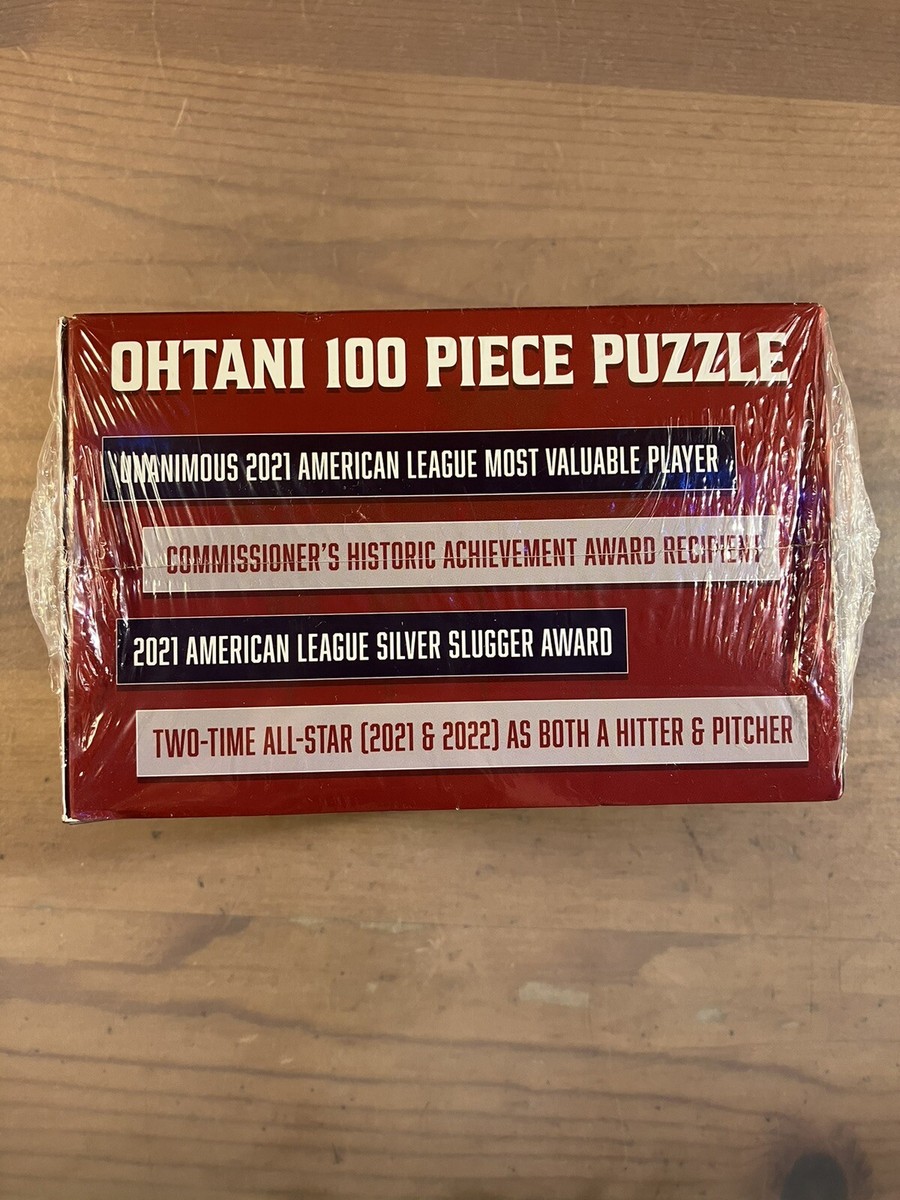 OHTANI 100 PIECE PUZZLE
UNANIMOUS 2021 AMERICAN LEAGUE MOST VALUABLE PLAYER
COMMISSIONER'S HISTORIC ACHIEVEMENT AWARD RECIPIENT
2021 AMERICAN LEAGUE SILVER SLUGGER AWARD
TWO-TIME ALL-STAR (2021 & 2022) AS BOTH A HITTER & PITCHER